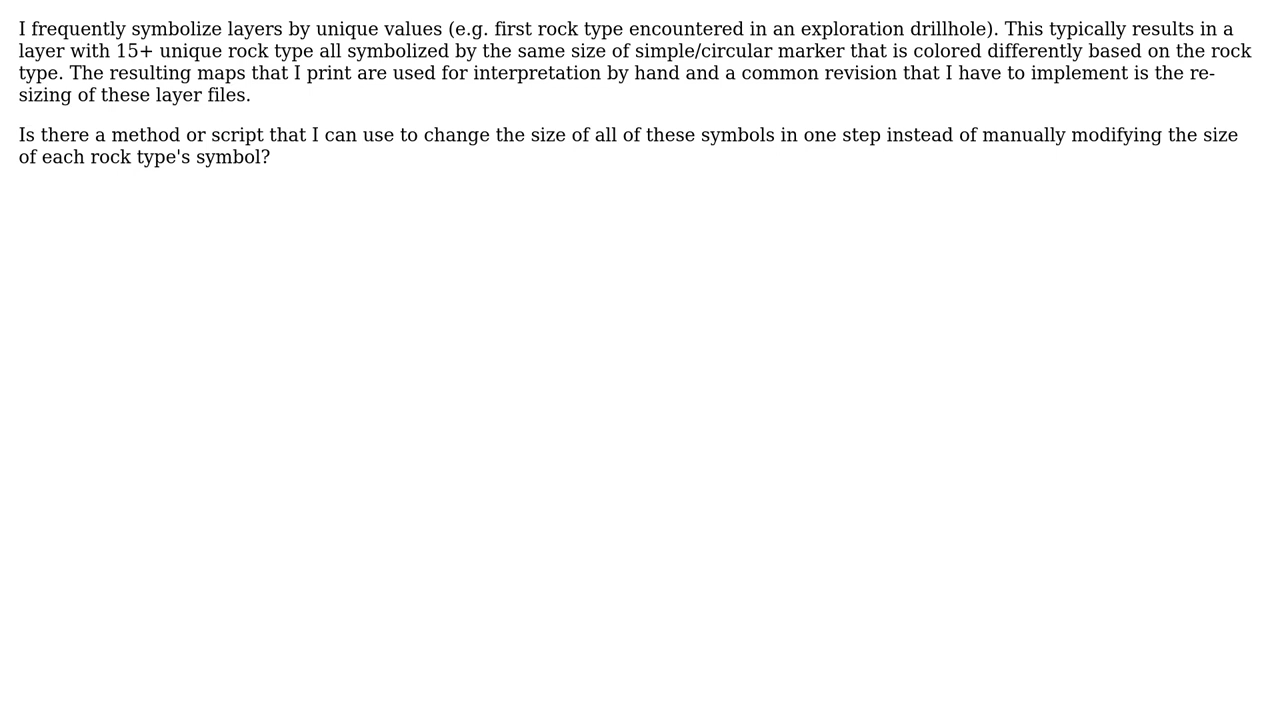 I frequently symbolize layers by unique values (e.g. first rock type encountered in an exploration drillhole). This typically results in a
layer with 15+ unique rock type all symbolized by the same size of simple/circular marker that is colored differently based on the rock
type. The resulting maps that I print are used for interpretation by hand and a common revision that I have to implement is the re-
sizing of these layer files.
Is there a method or script that I can use to change the size of all of these symbols in one step instead of manually modifying the size
of each rock type's symbol?